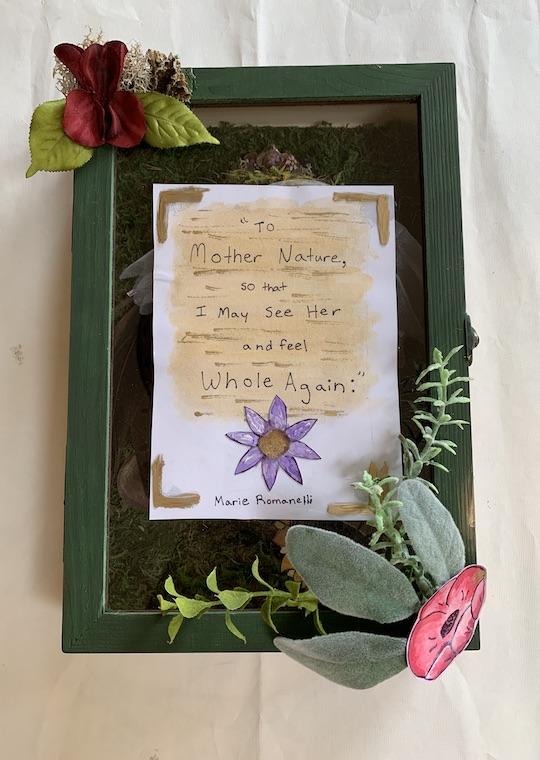 "To
Mother Nature,
so that
I May See Her
and feel
Whole Again:"
Marie Romanelli